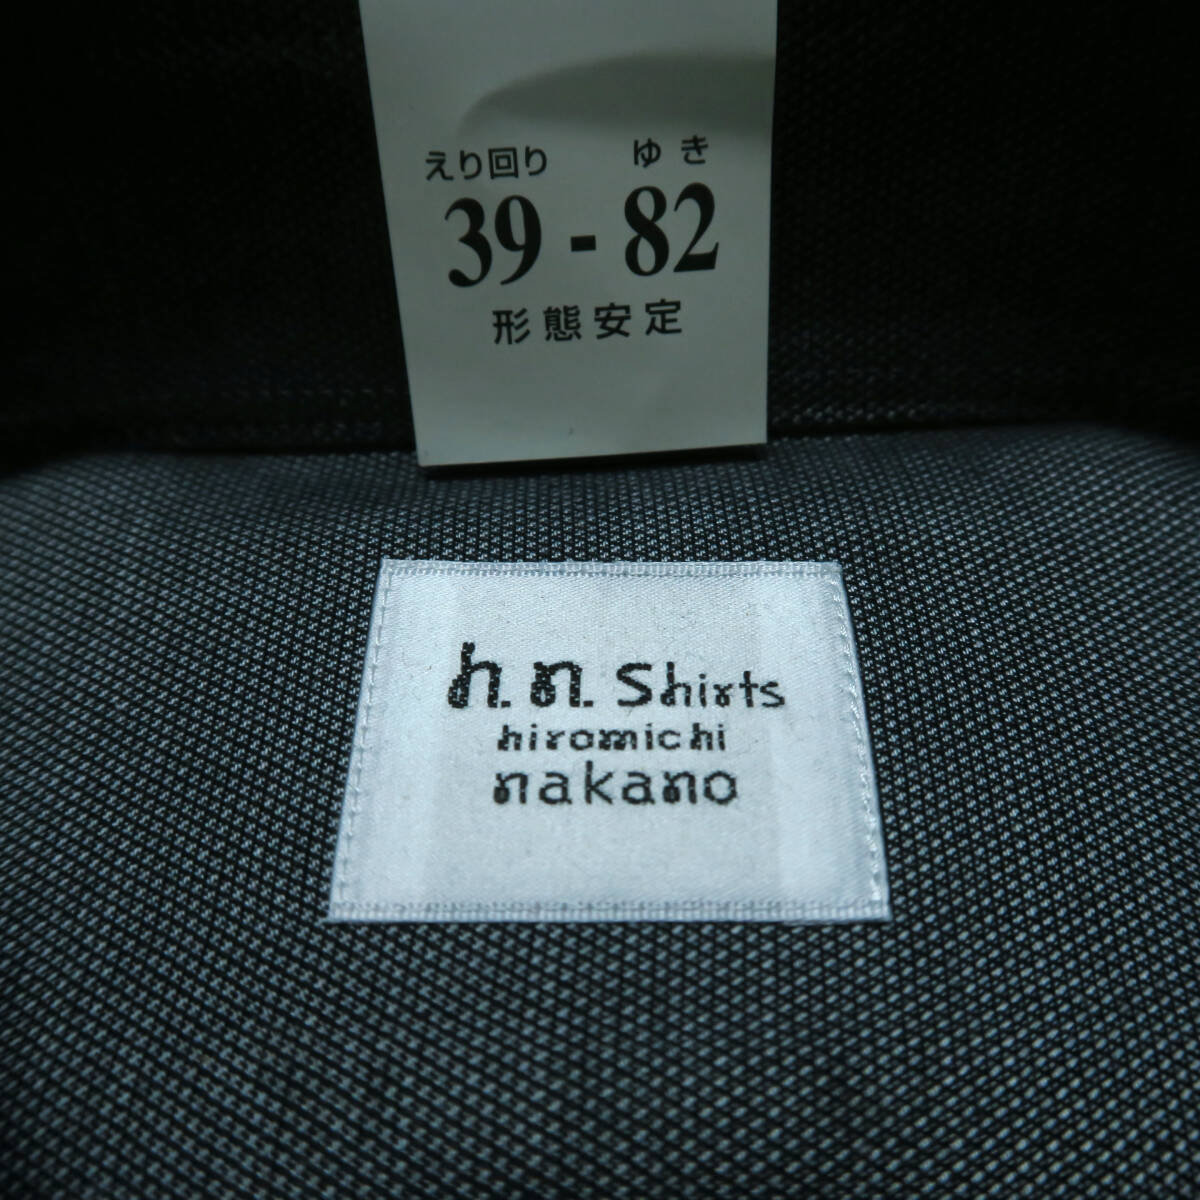 えり回り ゆき
39 - 82
形態安定
h.n. shirts
hiromichi
nakano